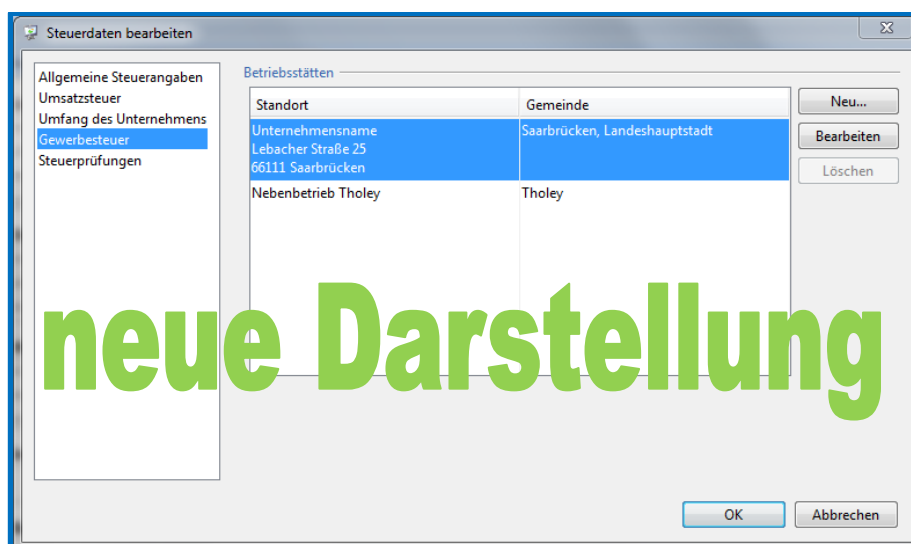 Steuerdaten bearbeiten
Allgemeine Steuerangaben
Umsatzsteuer
Umfang des Unternehmens
Gewerbesteuer
Steuerprüfungen
Betriebsstätten
Standort Gemeinde
Unternehmensname Saarbrücken, Landeshauptstadt
Lebacher Straße 25
66111 Saarbrücken
Nebenbetrieb Tholey Tholey
Neu...
Bearbeiten
Löschen
neue Darstellung
OK Abbrechen